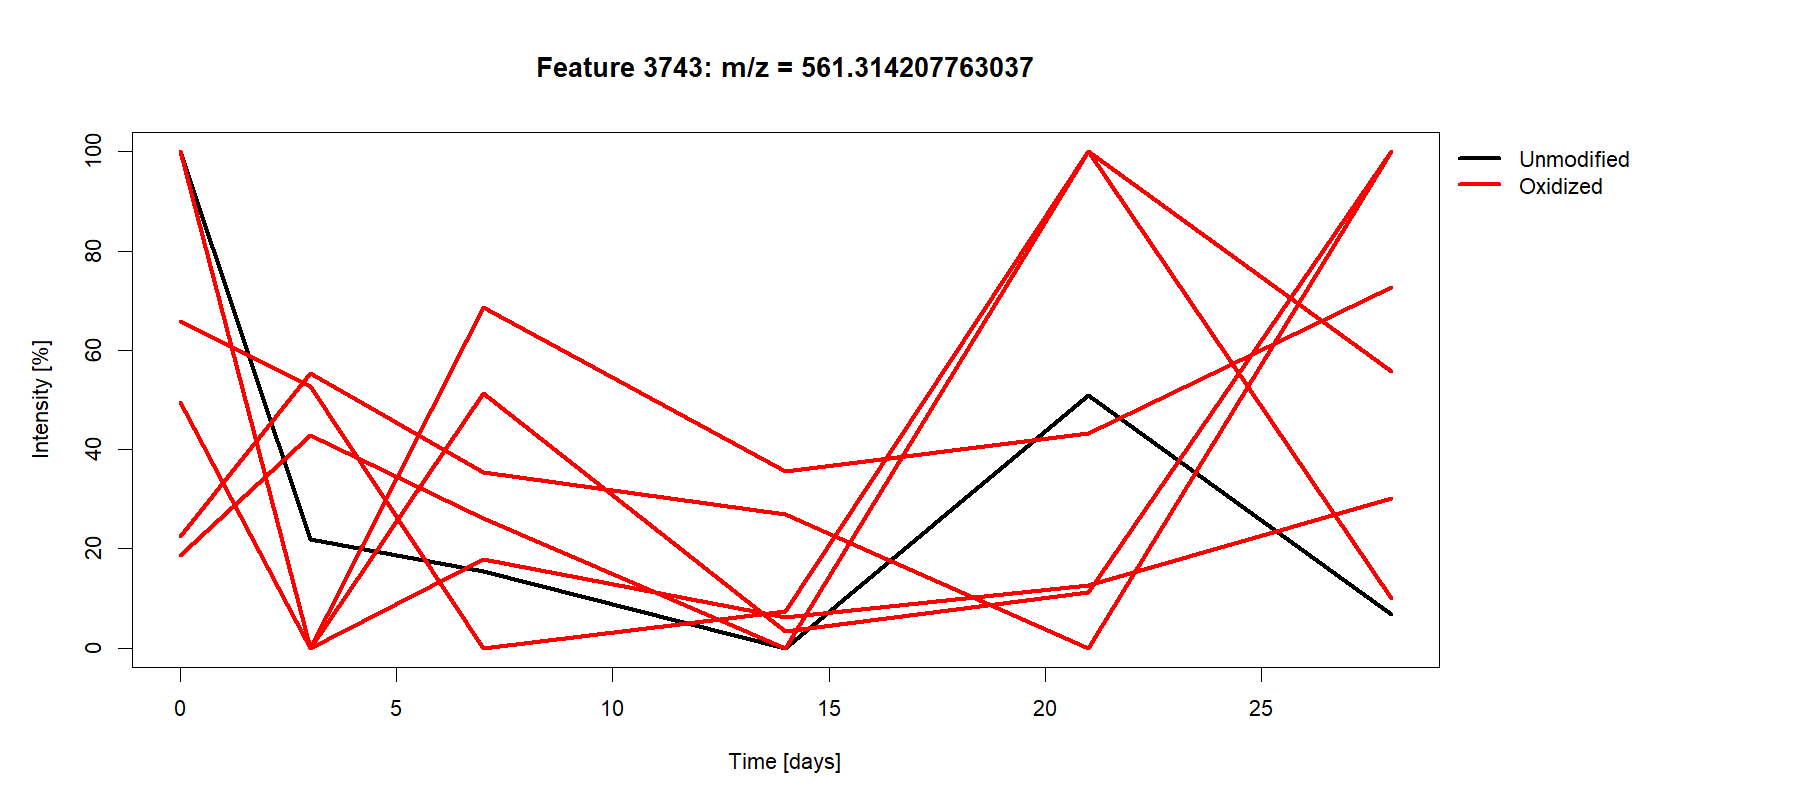 Feature 3743: m/z = 561.314207763037
100
80
60
40
20
0
Intensity [%]
0 5 10 15 20 25
Time [days]
Unmodified
Oxidized